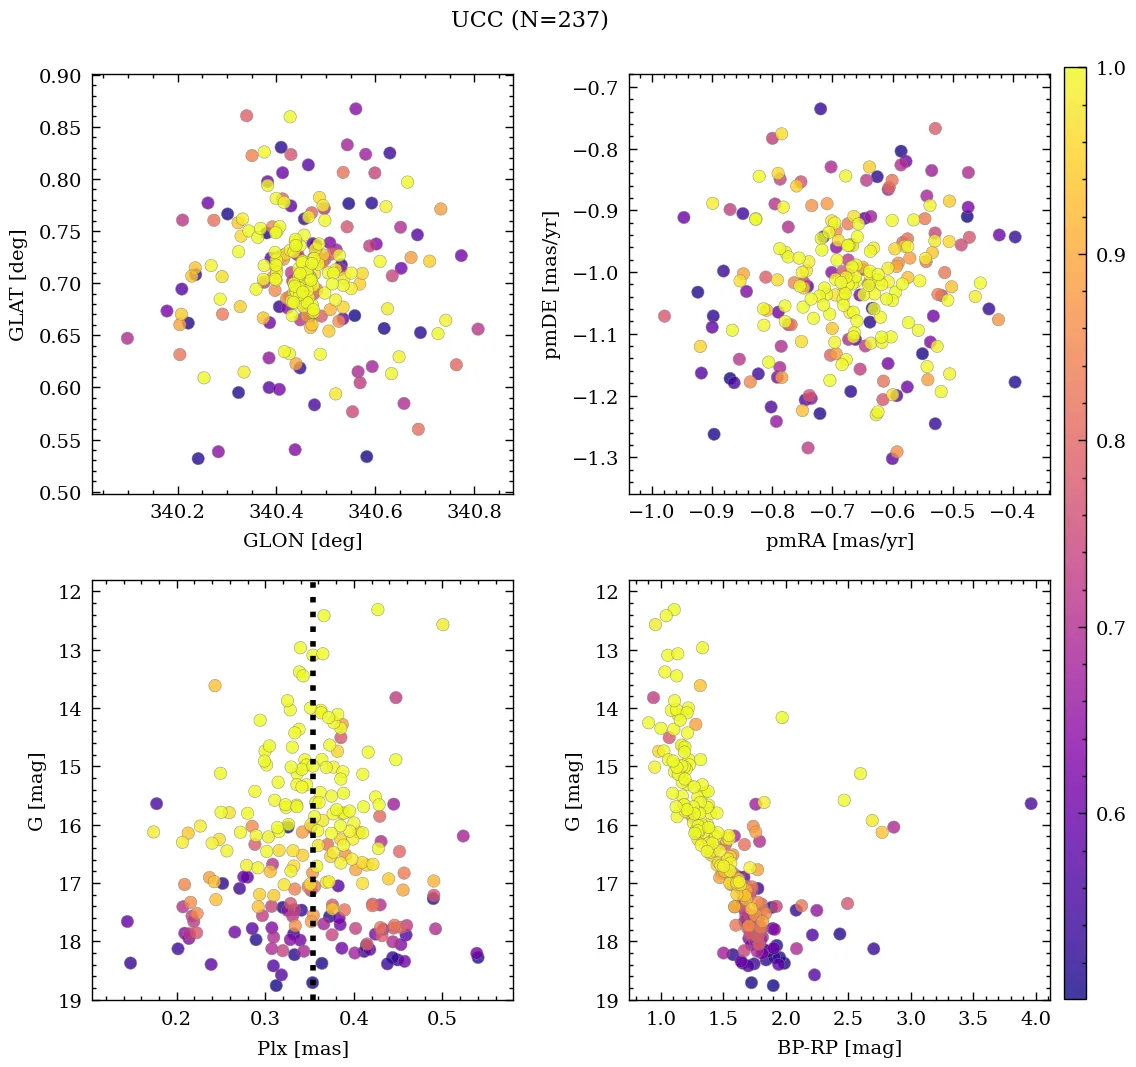 UCC (N=237)
0.90
0.85
0.80
0.75
0.70
0.65
0.60
0.55
0.50
GLAT [deg]
340.2 340.4 340.6 340.8
GLON [deg]
−0.7
−0.8
−0.9
−1.0
−1.1
−1.2
−1.3
pmDE [mas/yr]
−1.0 −0.9 −0.8 −0.7 −0.6 −0.5 −0.4
pmRA [mas/yr]
1.0
0.9
0.8
0.7
0.6
12
13
14
15
16
17
18
19
G [mag]
0.2 0.3 0.4 0.5
Plx [mas]
12
13
14
15
16
17
18
19
G [mag]
1.0 1.5 2.0 2.5 3.0 3.5 4.0
BP-RP [mag]